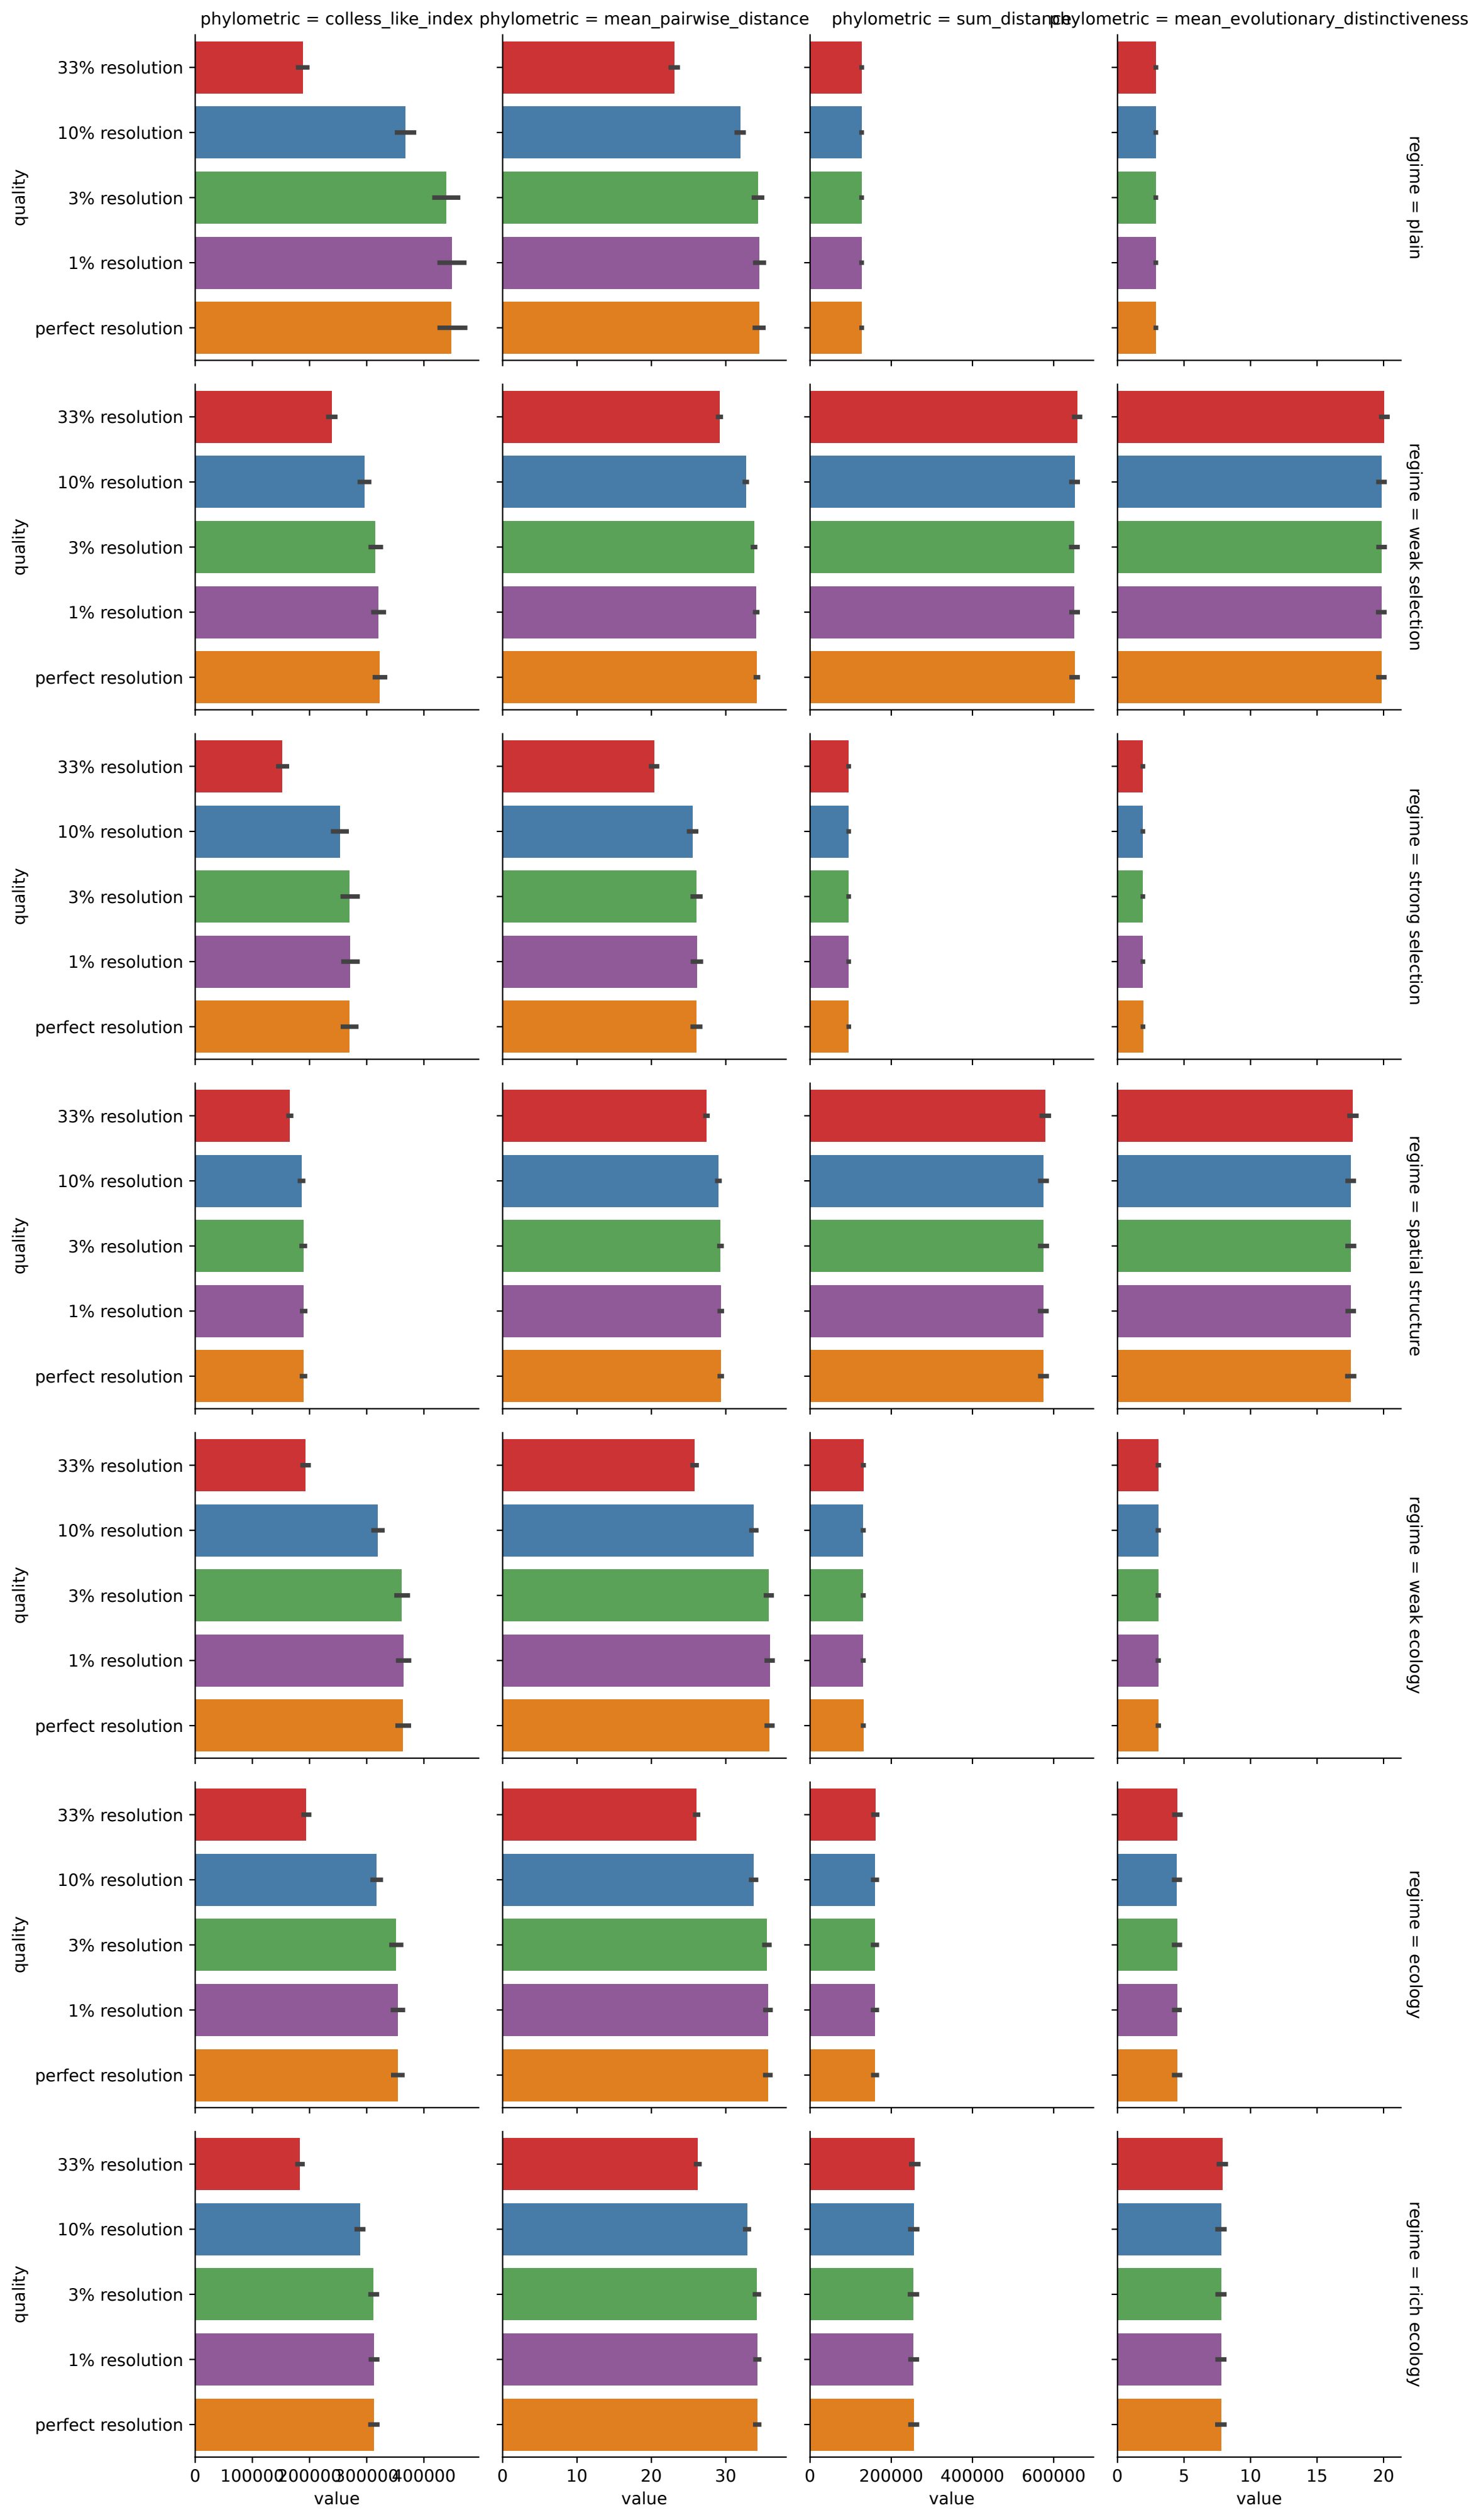 phylometric = colless_like_index
phylometric = mean_pairwise_distance
phylometric = sum_distance
phylometric = mean_evolutionary_distinctiveness
quality
33% resolution
10% resolution
3% resolution
1% resolution
perfect resolution
regime = plain
quality
33% resolution
10% resolution
3% resolution
1% resolution
perfect resolution
regime = weak selection
quality
33% resolution
10% resolution
3% resolution
1% resolution
perfect resolution
regime = strong selection
quality
33% resolution
10% resolution
3% resolution
1% resolution
perfect resolution
regime = spatial structure
quality
33% resolution
10% resolution
3% resolution
1% resolution
perfect resolution
regime = weak ecology
quality
33% resolution
10% resolution
3% resolution
1% resolution
perfect resolution
regime = ecology
quality
33% resolution
10% resolution
3% resolution
1% resolution
perfect resolution
regime = rich ecology
0 100000 200000 300000 400000
value
0 10 20 30
value
0 200000 400000 600000
value
0 5 10 15 20
value